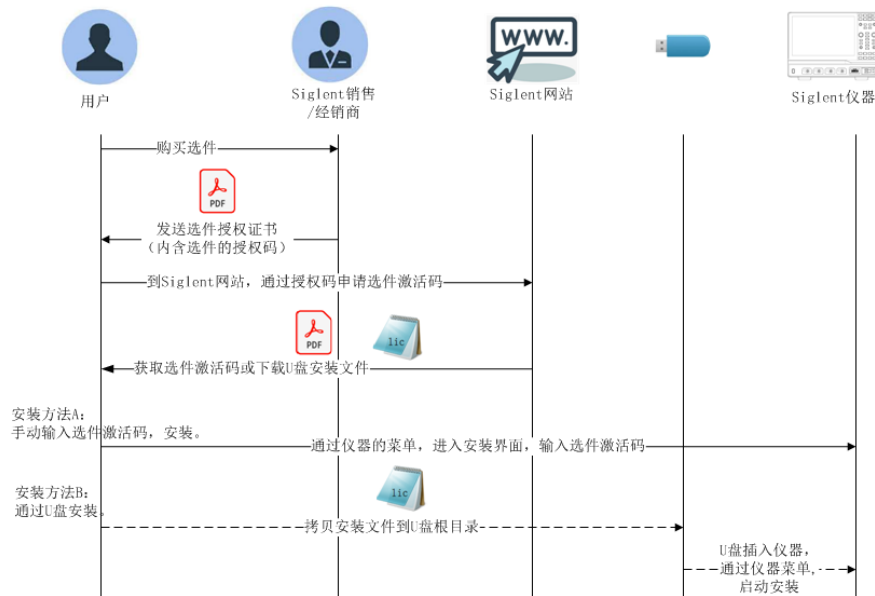 WWW.
用户
Siglent销售
/经销商
Siglent网站
Siglent仪器
购买选件
PDF
发送选件授权证书
（内含选件的授权码）
到Siglent网站，通过授权码申请选件激活码
PDF
lic
获取选件激活码或下载U盘安装文件
安装方法A：
手动输入选件激活码，安装。
通过仪器的菜单，进入安装界面，输入选件激活码
安装方法B：
通过U盘安装。
lic
拷贝安装文件到U盘根目录
U盘插入仪器，
通过仪器菜单，
启动安装